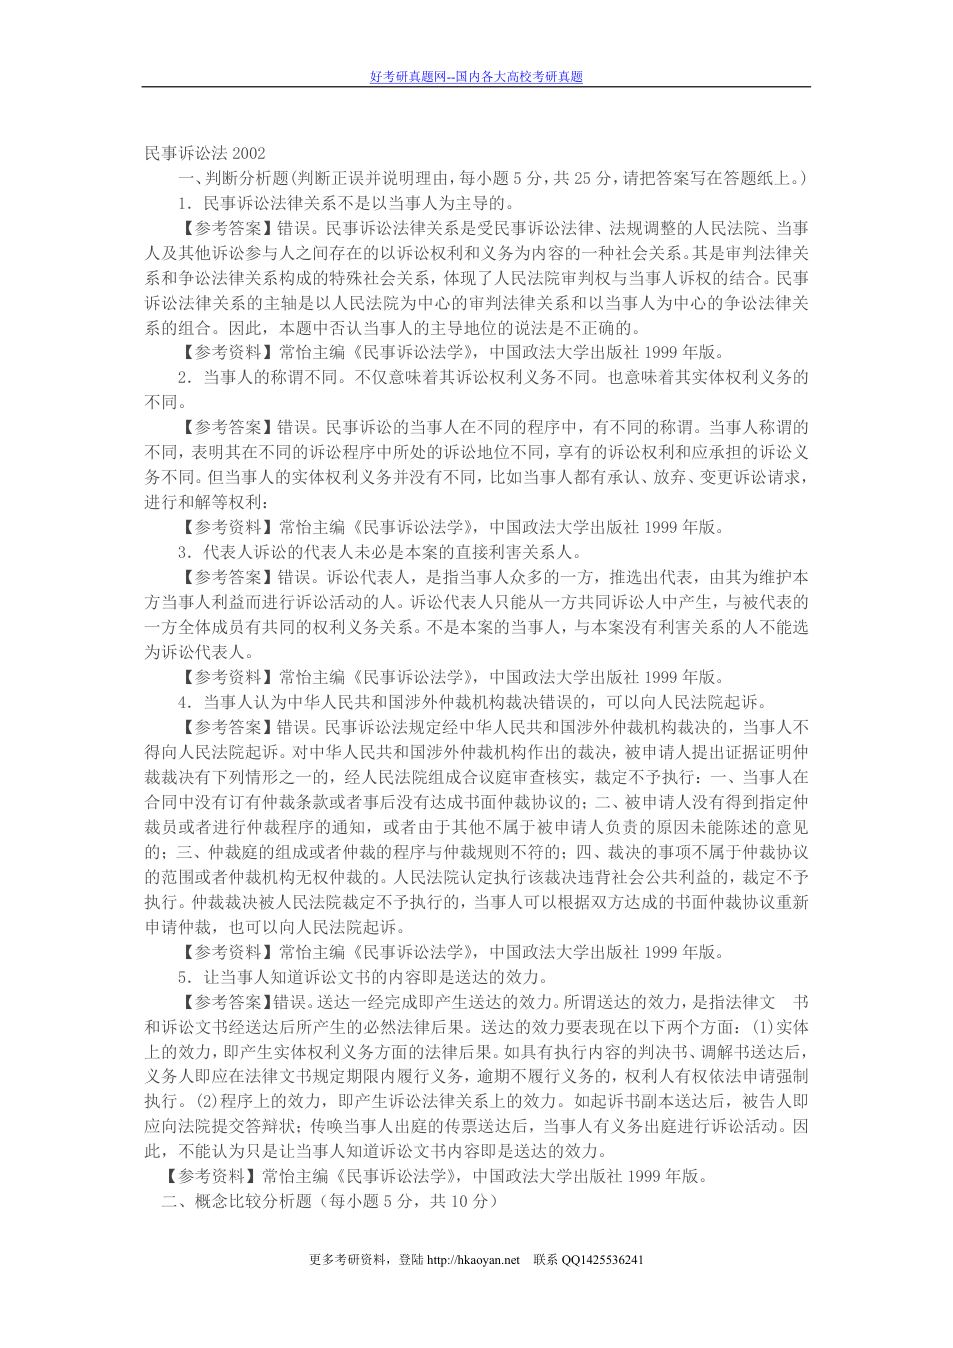 好考研真题网--国内各大高校考研真题
民事诉讼法 2002
一、判断分析题(判断正误并说明理由,每小题 5 分,共 25 分,请把答案写在答题纸上。)
1．民事诉讼法律关系不是以当事人为主导的。
【参考答案】错误。民事诉讼法律关系是受民事诉讼法律、法规调整的人民法院、当事
人及其他诉讼参与人之间存在的以诉讼权利和义务为内容的一种社会关系。其是审判法律关
系和争讼法律关系构成的特殊社会关系，体现了人民法院审判权与当事人诉权的结合。民事
诉讼法律关系的主轴是以人民法院为中心的审判法律关系和以当事人为中心的争讼法律关
系的组合。因此，本题中否认当事人的主导地位的说法是不正确的。
【参考资料】常怡主编《民事诉讼法学》，中国政法大学出版社 1999 年版。
2．当事人的称谓不同。不仅意味着其诉讼权利义务不同。也意味着其实体权利义务的
不同。
【参考答案】错误。民事诉讼的当事人在不同的程序中，有不同的称谓。当事人称谓的
不同，表明其在不同的诉讼程序中所处的诉讼地位不同，享有的诉讼权利和应承担的诉讼义
务不同。但当事人的实体权利义务并没有不同，比如当事人都有承认、放弃、变更诉讼请求，
进行和解等权利：
【参考资料】常怡主编《民事诉讼法学》，中国政法大学出版社 1999 年版。
3．代表人诉讼的代表人未必是本案的直接利害关系人。
【参考答案】错误。诉讼代表人，是指当事人众多的一方，推选出代表，由其为维护本
方当事人利益而进行诉讼活动的人。诉讼代表人只能从一方共同诉讼人中产生，与被代表的
一方全体成员有共同的权利义务关系。不是本案的当事人，与本案没有利害关系的人不能选
为诉讼代表人。
【参考资料】常怡主编《民事诉讼法学》，中国政法大学出版社 1999 年版。
4．当事人认为中华人民共和国涉外仲裁机构裁决错误的，可以向人民法院起诉。
【参考答案】错误。民事诉讼法规定经中华人民共和国涉外仲裁机构裁决的，当事人不
得向人民法院起诉。对中华人民共和国涉外仲裁机构作出的裁决，被申请人提出证据证明仲
裁裁决有下列情形之一的，经人民法院组成合议庭审查核实，裁定不予执行：一、当事人在
合同中没有订有仲裁条款或者事后没有达成书面仲裁协议的；二、被申请人没有得到指定仲
裁员或者进行仲裁程序的通知，或者由于其他不属于被申请人负责的原因未能陈述的意见
的；三、仲裁庭的组成或者仲裁的程序与仲裁规则不符的；四、裁决的事项不属于仲裁协议
的范围或者仲裁机构无权仲裁的。人民法院认定执行该裁决违背社会公共利益的，裁定不予
执行。仲裁裁决被人民法院裁定不予执行的，当事人可以根据双方达成的书面仲裁协议重新
申请仲裁，也可以向人民法院起诉。
【参考资料】常怡主编《民事诉讼法学》，中国政法大学出版社 1999 年版。
5．让当事人知道诉讼文书的内容即是送达的效力。
【参考答案】错误。送达一经完成即产生送达的效力。所谓送达的效力，是指法律文　书
和诉讼文书经送达后所产生的必然法律后果。送达的效力要表现在以下两个方面：(1)实体
上的效力，即产生实体权利义务方面的法律后果。如具有执行内容的判决书、调解书送达后，
义务人即应在法律文书规定期限内履行义务，逾期不履行义务的，权利人有权依法申请强制
执行。(2)程序上的效力，即产生诉讼法律关系上的效力。如起诉书副本送达后，被告人即
应向法院提交答辩状；传唤当事人出庭的传票送达后，当事人有义务出庭进行诉讼活动。因
此，不能认为只是让当事人知道诉讼文书内容即是送达的效力。
【参考资料】常怡主编《民事诉讼法学》，中国政法大学出版社 1999 年版。
二、概念比较分析题（每小题 5 分，共 10 分）
更多考研资料，登陆 http://hkaoyan.net　联系 QQ1425536241